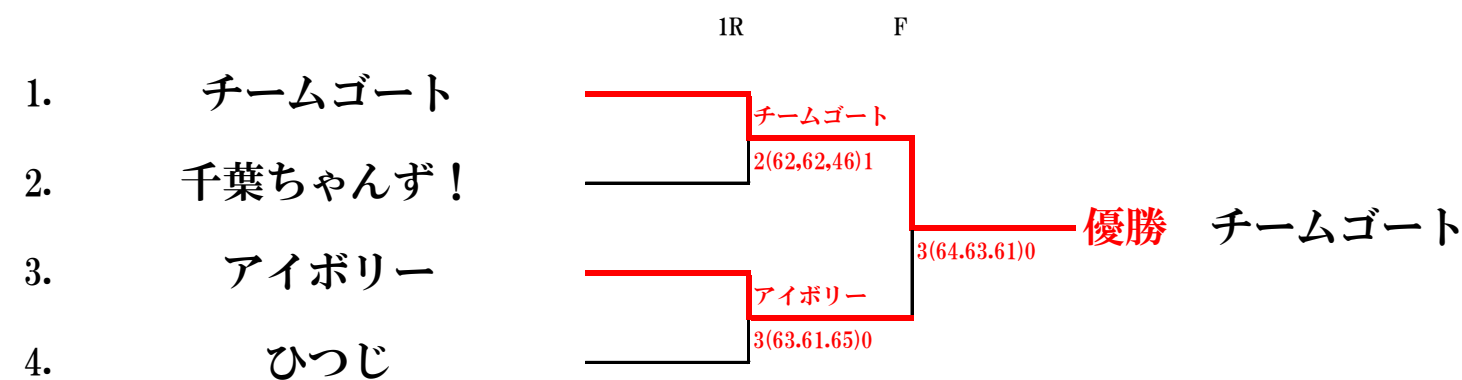 1R F
1. チームゴート
チームゴート
2(62,62,46)1
2. 千葉ちゃんず！
優勝 チームゴート
3(64.63.61)0
3. アイボリー
アイボリー
3(63.61.65)0
4. ひつじ